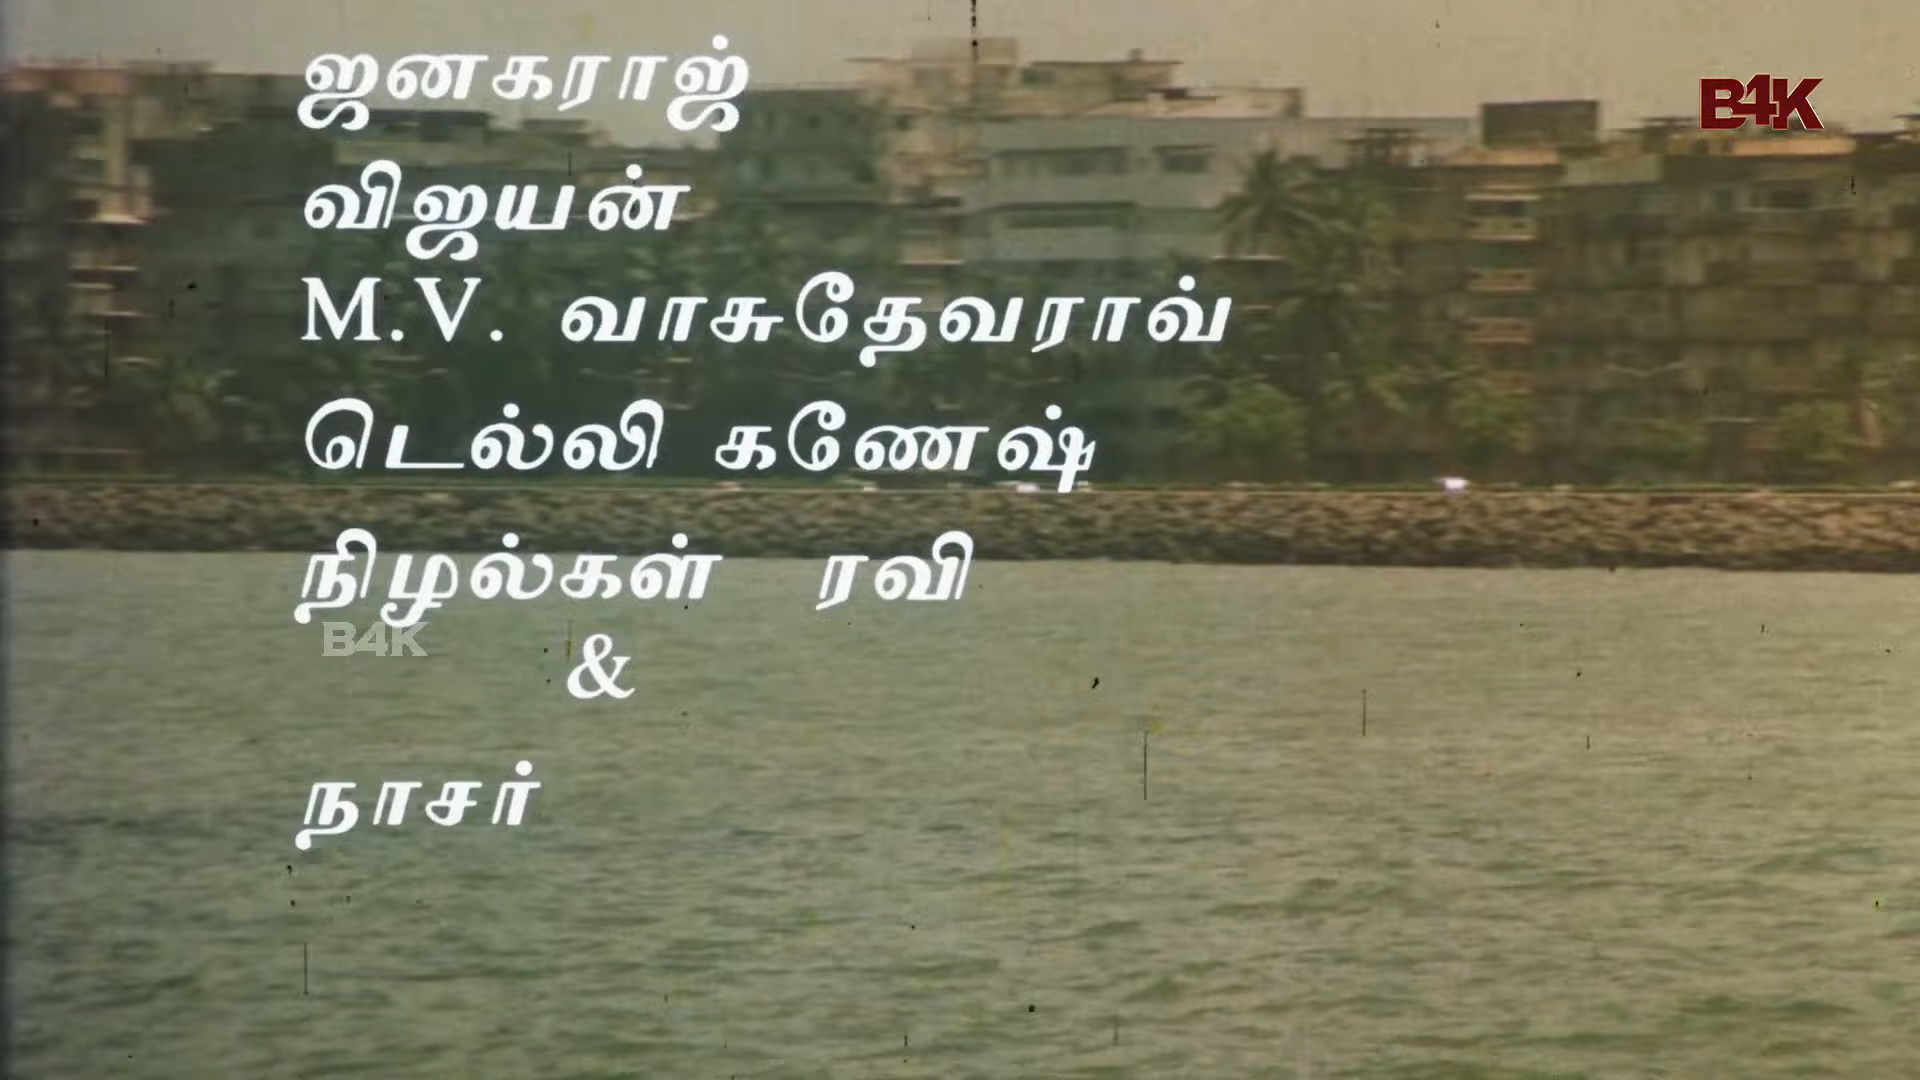 ஜனகராஜ்
B4K
விஜயன்
M.V. வாசுதேவராவ்
டெல்லி கணேஷ்
நிழல்கள் ரவி
B4K
&
நாசர்